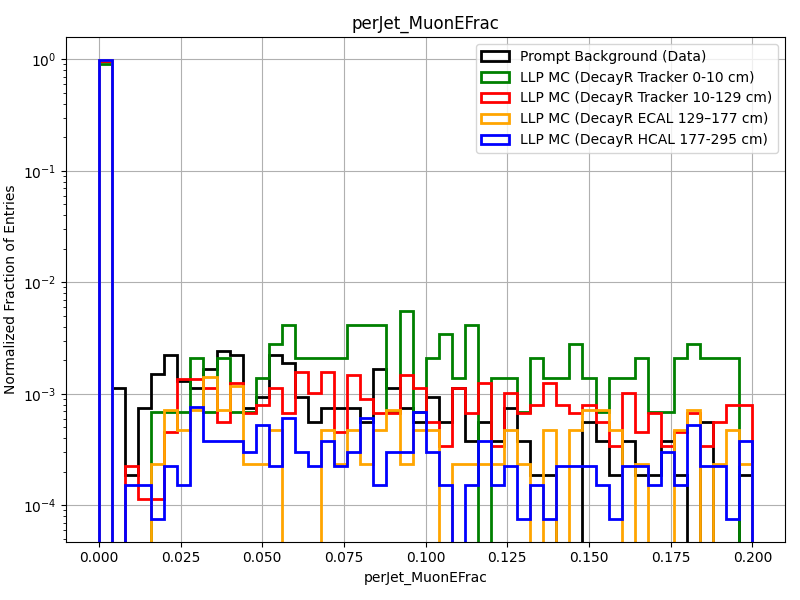 perJet_MuonEFrac
Prompt Background (Data)
LLP MC (DecayR Tracker 0-10 cm)
LLP MC (DecayR Tracker 10-129 cm)
LLP MC (DecayR ECAL 129–177 cm)
LLP MC (DecayR HCAL 177-295 cm)
Normalized Fraction of Entries
10⁰
10⁻¹
10⁻²
10⁻³
10⁻⁴
0.000 0.025 0.050 0.075 0.100 0.125 0.150 0.175 0.200
perJet_MuonEFrac